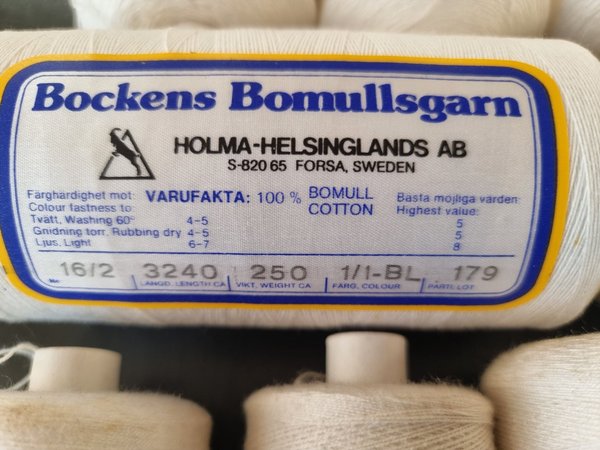 Bockens Bomullsgarn
HOLMA-HELSINGLANDS AB
S-820 65 FORSA, SWEDEN
Färghärdighet mot:
Colour fastness to:
Tvätt, Washing 60° 4-5
Gnidning torr, Rubbing dry 4-5
Ljus, Light 6-7
VARUFAKTA: 100 % BOMULL
COTTON
Bästa möjliga värden:
Highest value:
5
5
8
16/2 3240 250 1/1-BL 179
No: LÄNGD, LENGTH CA VIKT, WEIGHT CA FÄRG, COLOUR PARTI, LOT